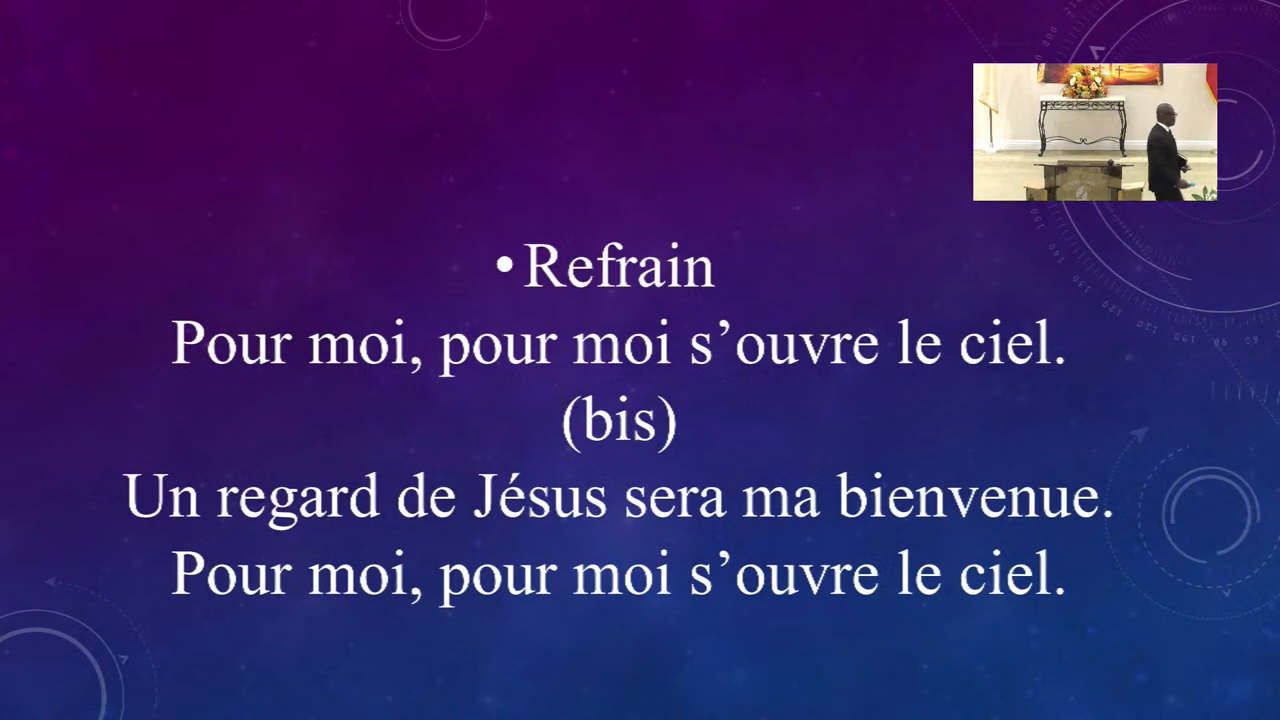 • Refrain
Pour moi, pour moi s’ouvre le ciel.
(bis)
Un regard de Jésus sera ma bienvenue.
Pour moi, pour moi s’ouvre le ciel.